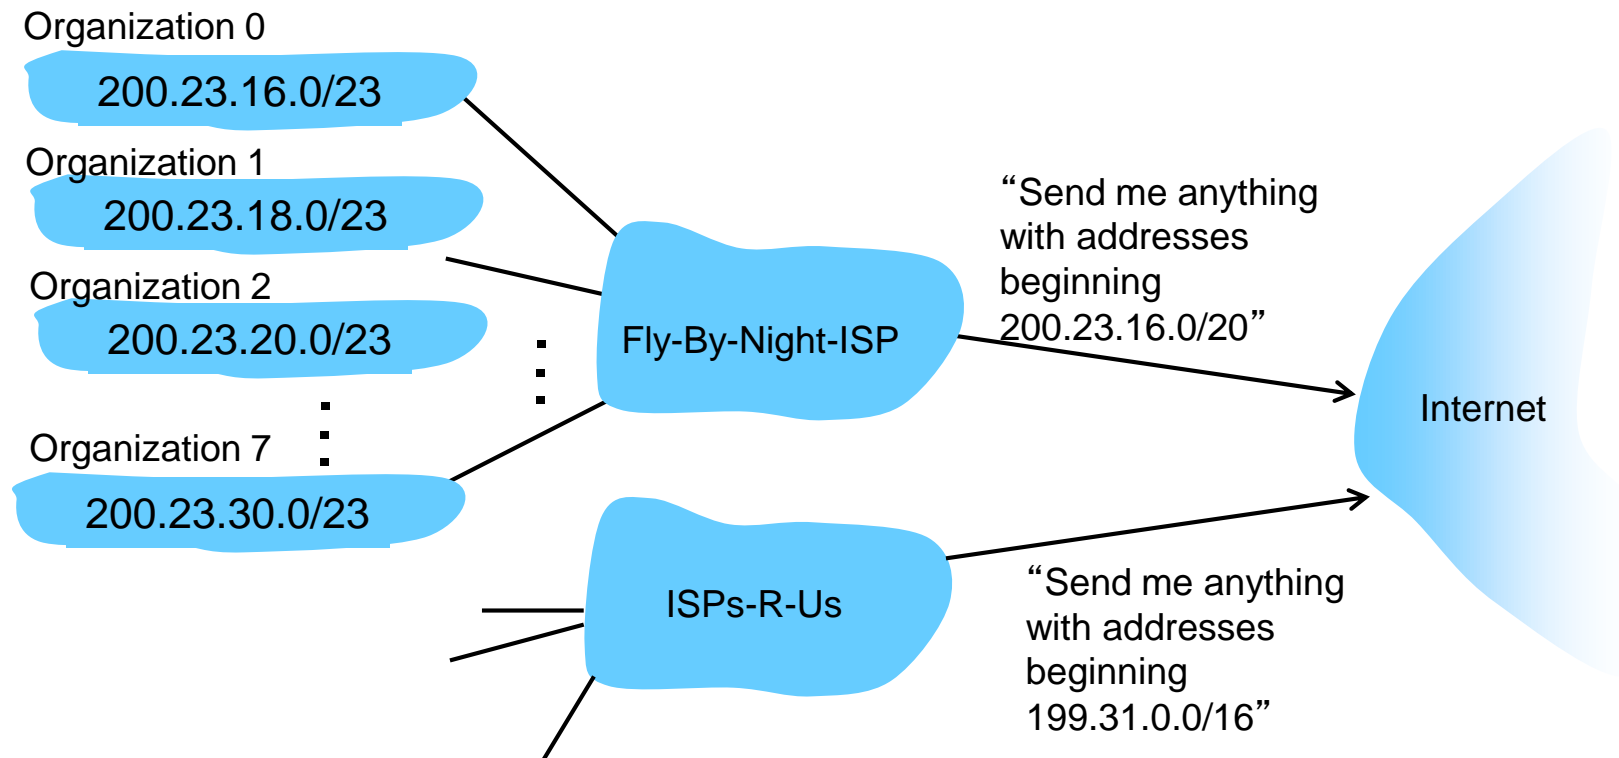 Organization 0
200.23.16.0/23
Organization 1
200.23.18.0/23
Organization 2
200.23.20.0/23
Organization 7
200.23.30.0/23
Fly-By-Night-ISP
“Send me anything
with addresses
beginning
200.23.16.0/20”
Internet
ISPs-R-Us
“Send me anything
with addresses
beginning
199.31.0.0/16”